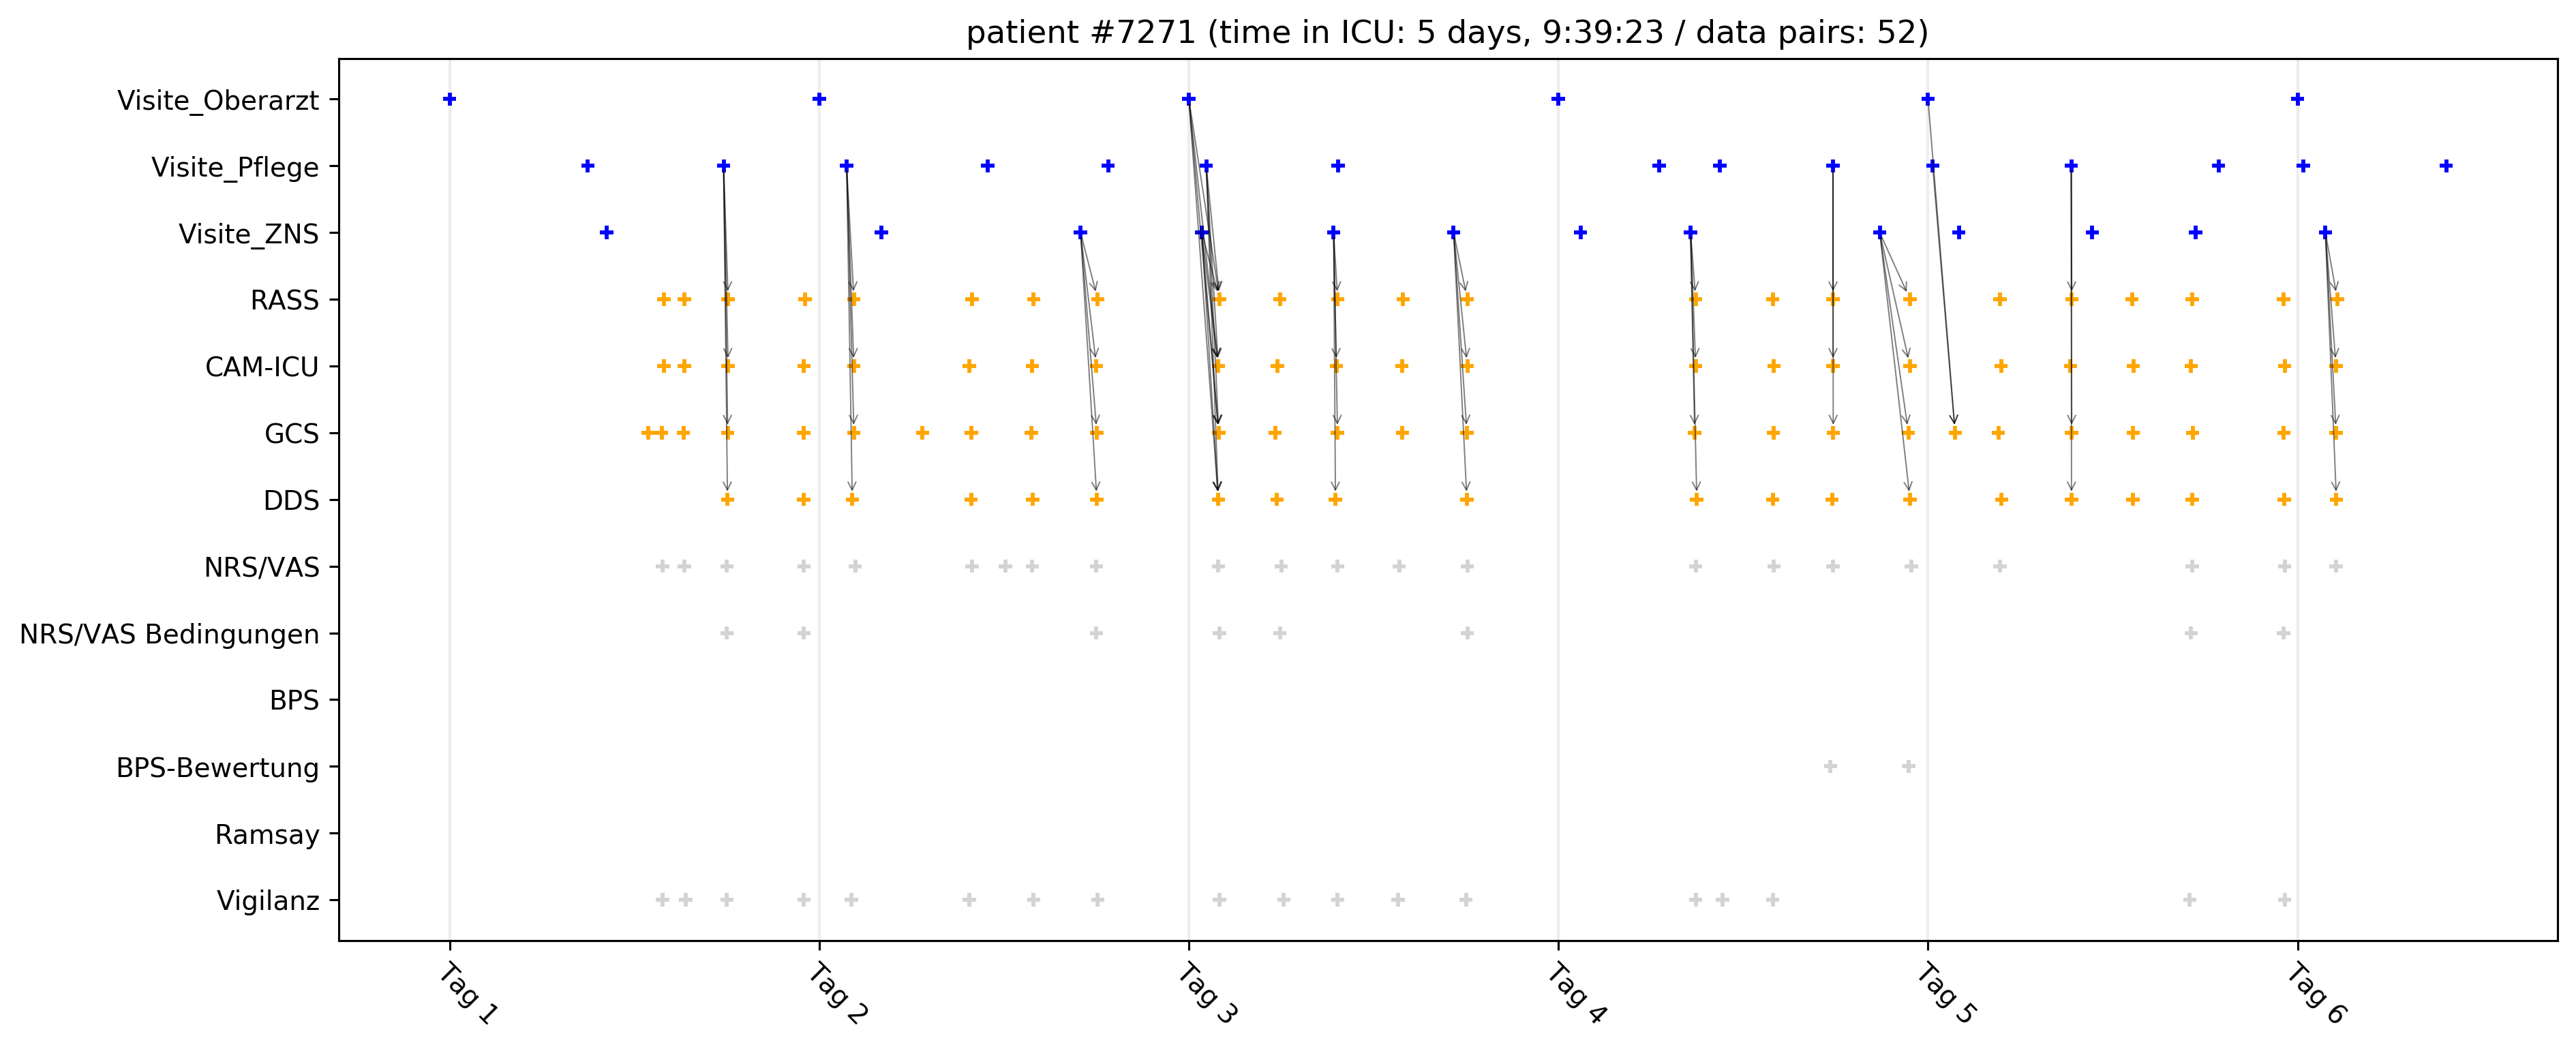 patient #7271 (time in ICU: 5 days, 9:39:23 / data pairs: 52)
Visite_Oberarzt
Visite_Pflege
Visite_ZNS
RASS
CAM-ICU
GCS
DDS
NRS/VAS
NRS/VAS Bedingungen
BPS
BPS-Bewertung
Ramsay
Vigilanz
Tag 1
Tag 2
Tag 3
Tag 4
Tag 5
Tag 6